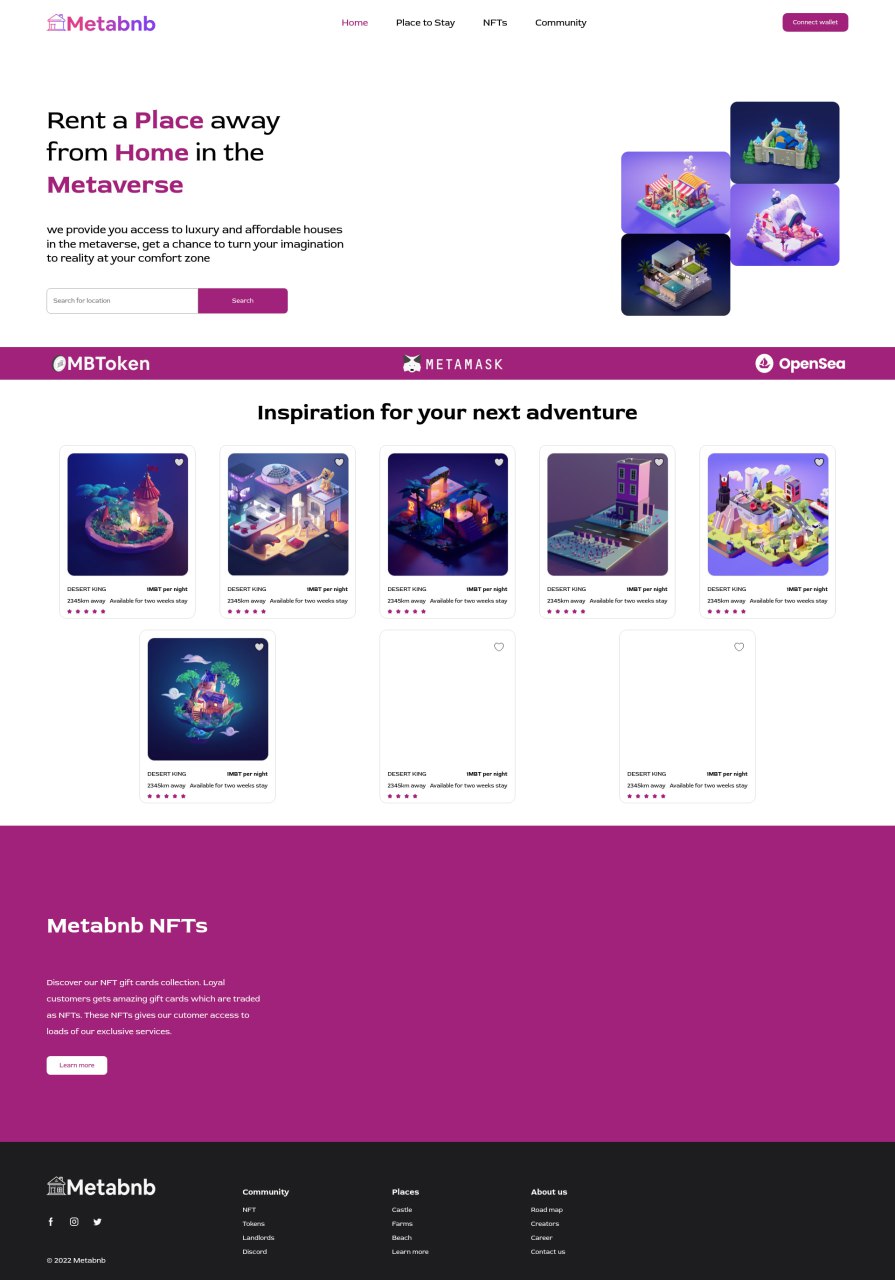 Metabnb
Home Place to Stay NFTs Community
Connect wallet
Rent a Place away
from Home in the
Metaverse
we provide you access to luxury and affordable houses
in the metaverse, get a chance to turn your imagination
to reality at your comfort zone
Search for location
Search
MBToken
METAMASK
OpenSea
Inspiration for your next adventure
DESERT KING 1MBT per night
2345km away Available for two weeks stay
DESERT KING 1MBT per night
2345km away Available for two weeks stay
DESERT KING 1MBT per night
2345km away Available for two weeks stay
DESERT KING 1MBT per night
2345km away Available for two weeks stay
DESERT KING 1MBT per night
2345km away Available for two weeks stay
DESERT KING 1MBT per night
2345km away Available for two weeks stay
DESERT KING 1MBT per night
2345km away Available for two weeks stay
DESERT KING 1MBT per night
2345km away Available for two weeks stay
Metabnb NFTs
Discover our NFT gift cards collection. Loyal
customers gets amazing gift cards which are traded
as NFTs. These NFTs gives our cutomer access to
loads of our exclusive services.
Learn more
Metabnb
© 2022 Metabnb
Community
NFT
Tokens
Landlords
Discord
Places
Castle
Farms
Beach
Learn more
About us
Road map
Creators
Career
Contact us